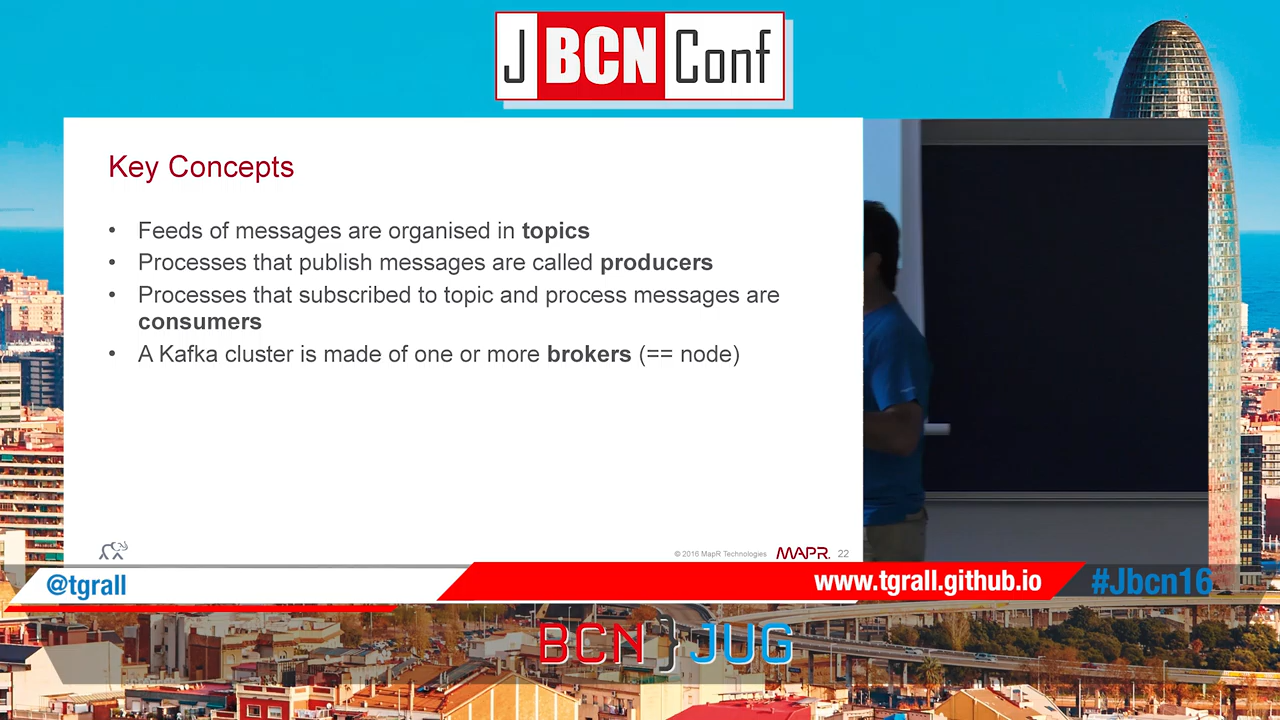 J BCN Conf
Key Concepts
• Feeds of messages are organised in topics
• Processes that publish messages are called producers
• Processes that subscribed to topic and process messages are
consumers
• A Kafka cluster is made of one or more brokers (== node)
© 2016 MapR Technologies MAPR. 22
@tgrall
www.tgrall.github.io
#Jbcn16
BCN JUG